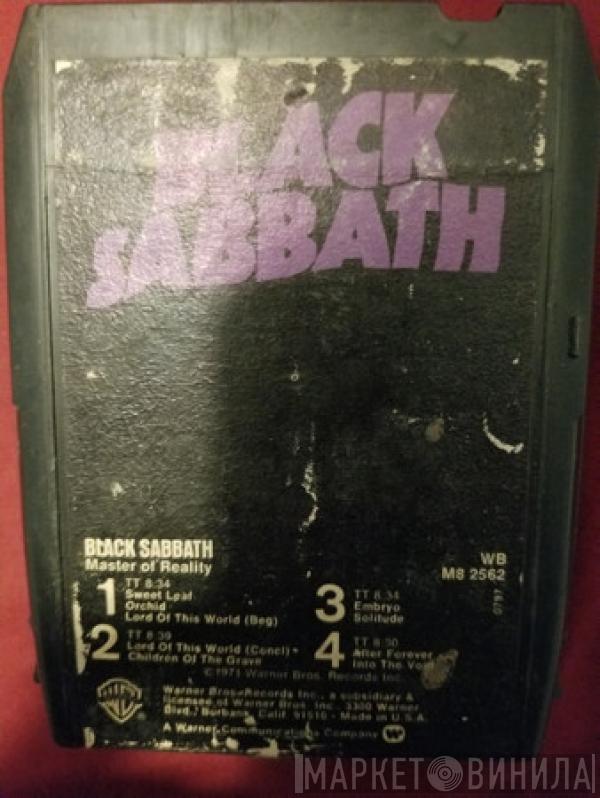 BLACK
SABBATH
BLACK SABBATH
Master of Reality
1 TT 8:34
Sweet Leaf
Orchid
Lord Of This World (Beg)
2 TT 8:39
Lord Of This World (Concl)
Children Of The Grave
3 TT 8:34
Embryo
Solitude
4 TT 8:30
After Forever
Into The Void
WB
M8 2562
0797
©1971 Warner Bros. Records Inc.
WB
Warner Bros. Records Inc., a subsidiary &
licensee of Warner Bros. Inc., 3300 Warner
Blvd., Burbank, Calif. 91510 • Made in U.S.A.
A Warner Communications Company
МАРКЕТ ВИНИЛА